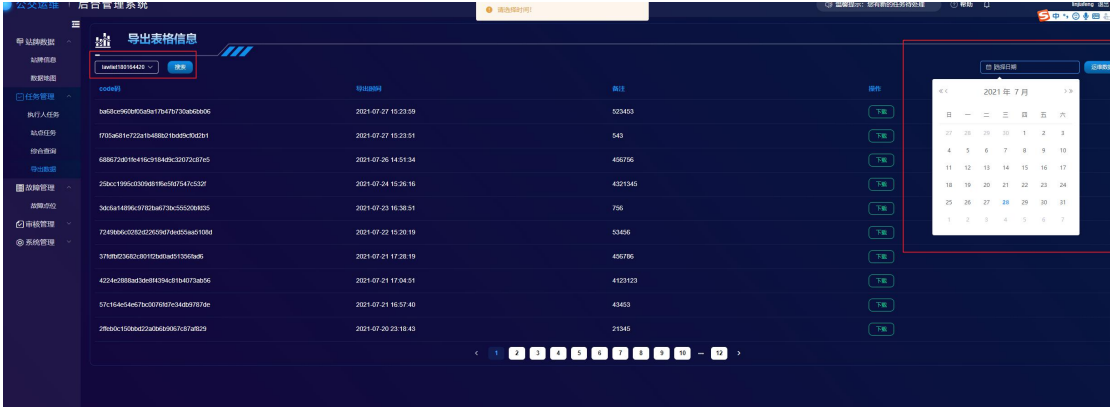 公交运维 后台管理系统
请选择时间!
温馨提示: 您有新的任务待处理
帮助
linjiafeng 退出
中
站牌数据
站牌信息
数据地图
任务管理
执行人任务
站点任务
综合查询
导出数据
故障管理
故障点位
审核管理
系统管理
导出表格信息
搜索
选择日期
code码 导出时间 备注 操作
ba68ce960bf05a9a17b47b730ab6bb06 2021-07-27 15:23:59 523453 下载
f705a681e722a1b488b21bdd9cf0d2b1 2021-07-27 15:23:51 543 下载
688672d01fe416c9184d9c32072c87e5 2021-07-26 14:51:34 456756 下载
25bcc1995c0309d81f6e5fd7547c532f 2021-07-24 15:26:16 4321345 下载
3dc6a14896c9782ba673bc55520bfd35 2021-07-23 16:38:51 756 下载
7249bb6c0282d22659d7ded55aa5108d 2021-07-22 15:20:19 53456 下载
37fdfbf23682c801f2bd0ad51356fad6 2021-07-21 17:28:19 456786 下载
4224e2888ad3de8f4394c81b4073ab56 2021-07-21 17:04:51 4123123 下载
57c164e54e67bc0076fd7e34db9787de 2021-07-21 16:57:40 43453 下载
2ffeb0c150bbd22a0b6b9067c87af829 2021-07-20 23:18:43 21345 下载
2021 年 7 月
日 一 二 三 四 五 六
27 28 29 30 1 2 3
4 5 6 7 8 9 10
11 12 13 14 15 16 17
18 19 20 21 22 23 24
25 26 27 28 29 30 31
1 2 3 4 5 6 7
1 2 3 4 5 6 7 8 9 10 ... 12